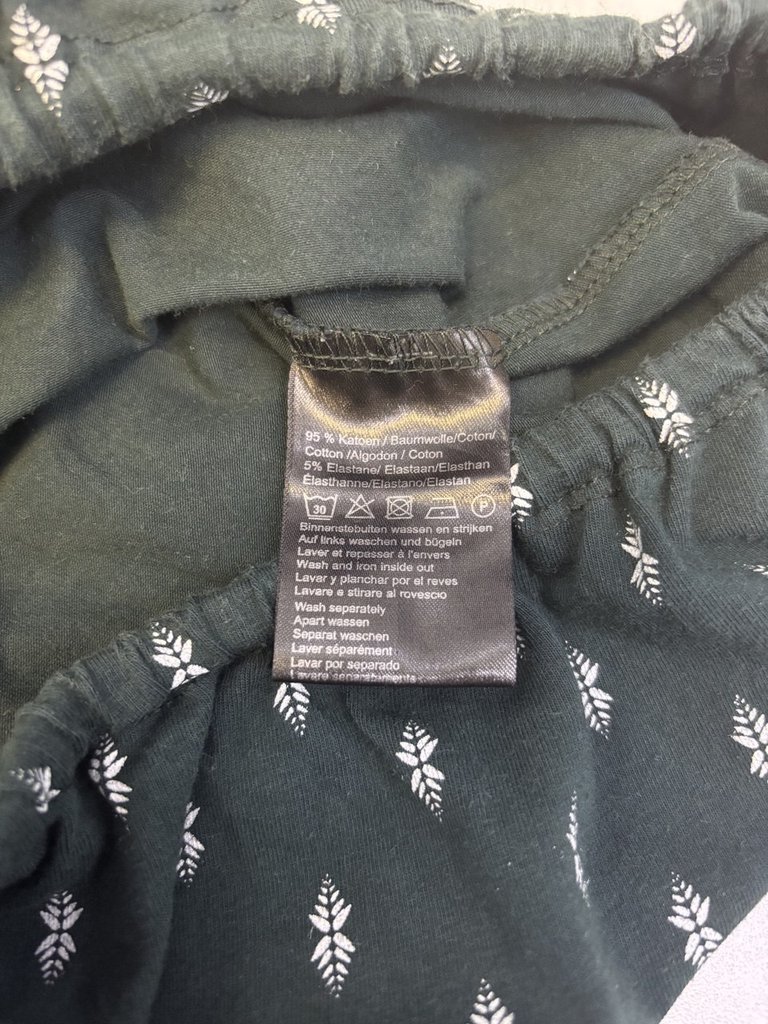 95 % Katoen / Baumwolle/Coton/
Cotton /Algodon / Coton
5% Elastane/ Elastaan/Elasthan
Élasthanne/Elastano/Elastan
30 P
Binnenstebuiten wassen en strijken
Auf links waschen und bügeln
Laver et repasser à l'envers
Wash and iron inside out
Lavar y planchar por el reves
Lavare e stirare al rovescio
Wash separately
Apart wassen
Separat waschen
Laver séparément
Lavar por separado
Lavare separatamente